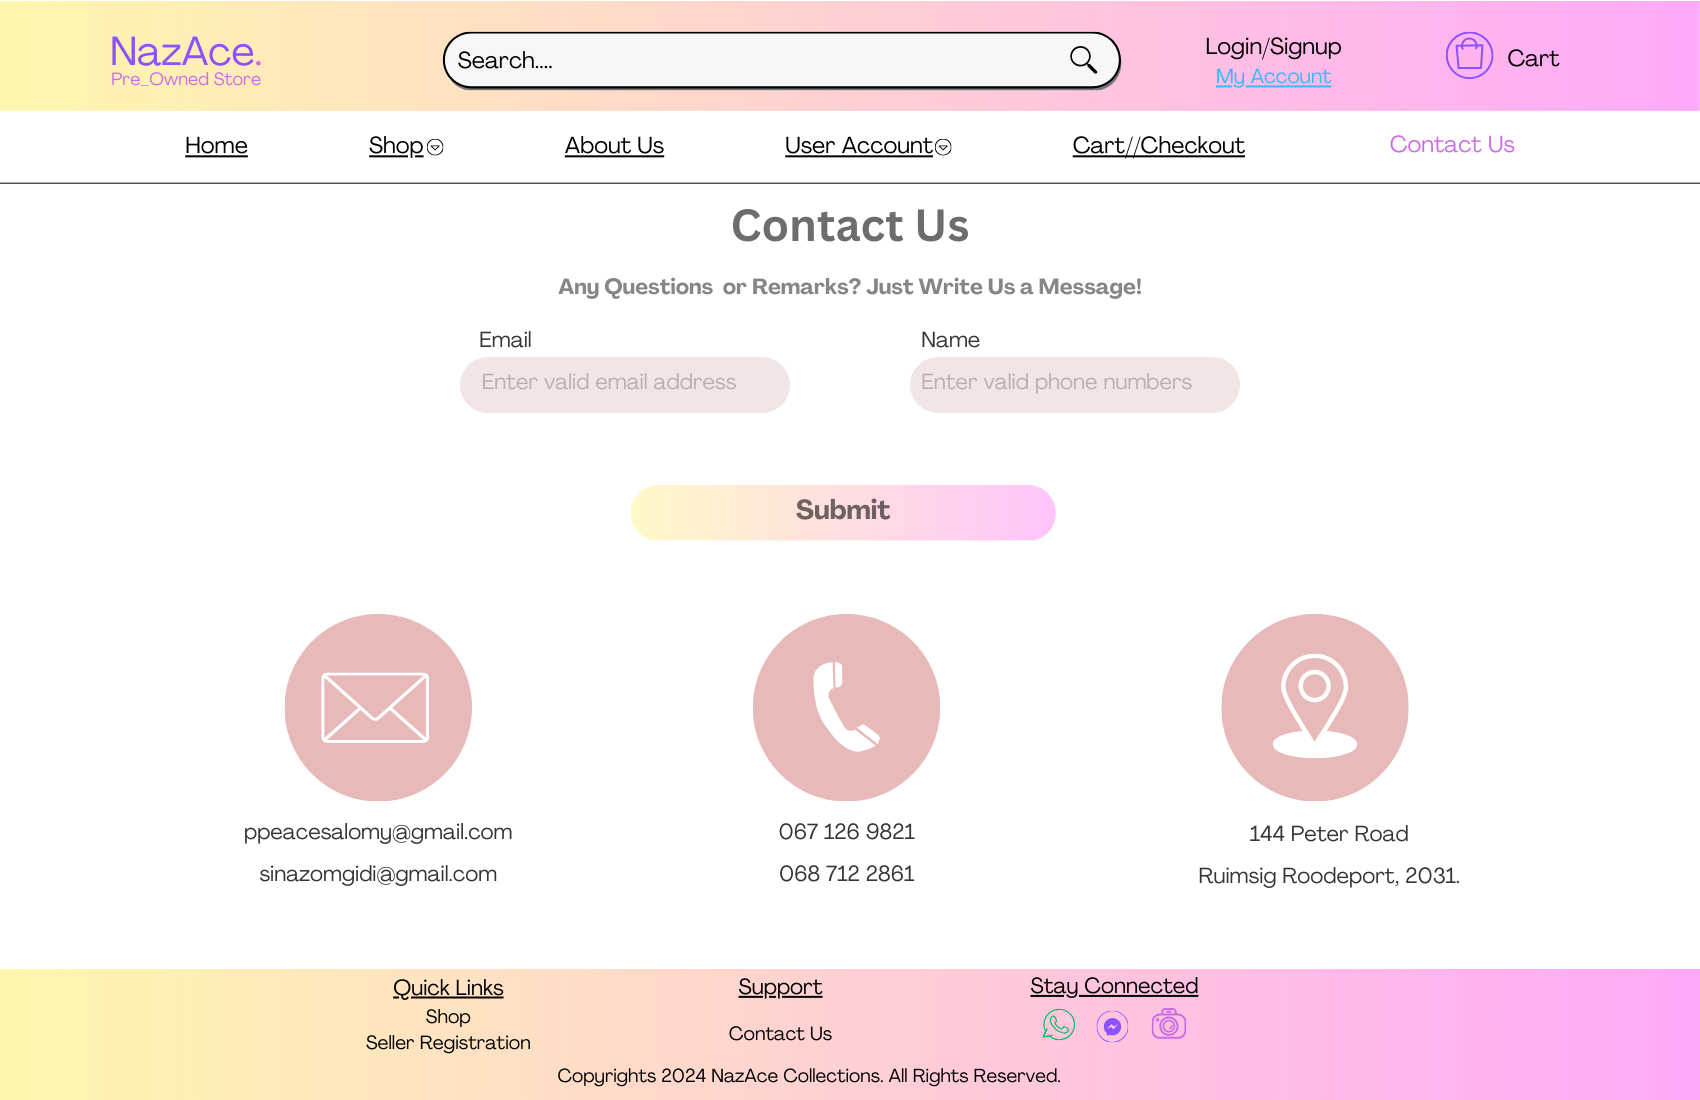 NazAce.
Pre_Owned Store
Search....
Login/Signup
My Account
Cart
Home
Shop
About Us
User Account
Cart//Checkout
Contact Us
Contact Us
Any Questions  or Remarks? Just Write Us a Message!
Email
Name
Enter valid email address
Enter valid phone numbers
Submit
ppeacesalomy@gmail.com
sinazomgidi@gmail.com
067 126 9821
068 712 2861
144 Peter Road
Ruimsig Roodeport, 2031.
Quick Links
Shop
Seller Registration
Support
Contact Us
Stay Connected
Copyrights 2024 NazAce Collections. All Rights Reserved.